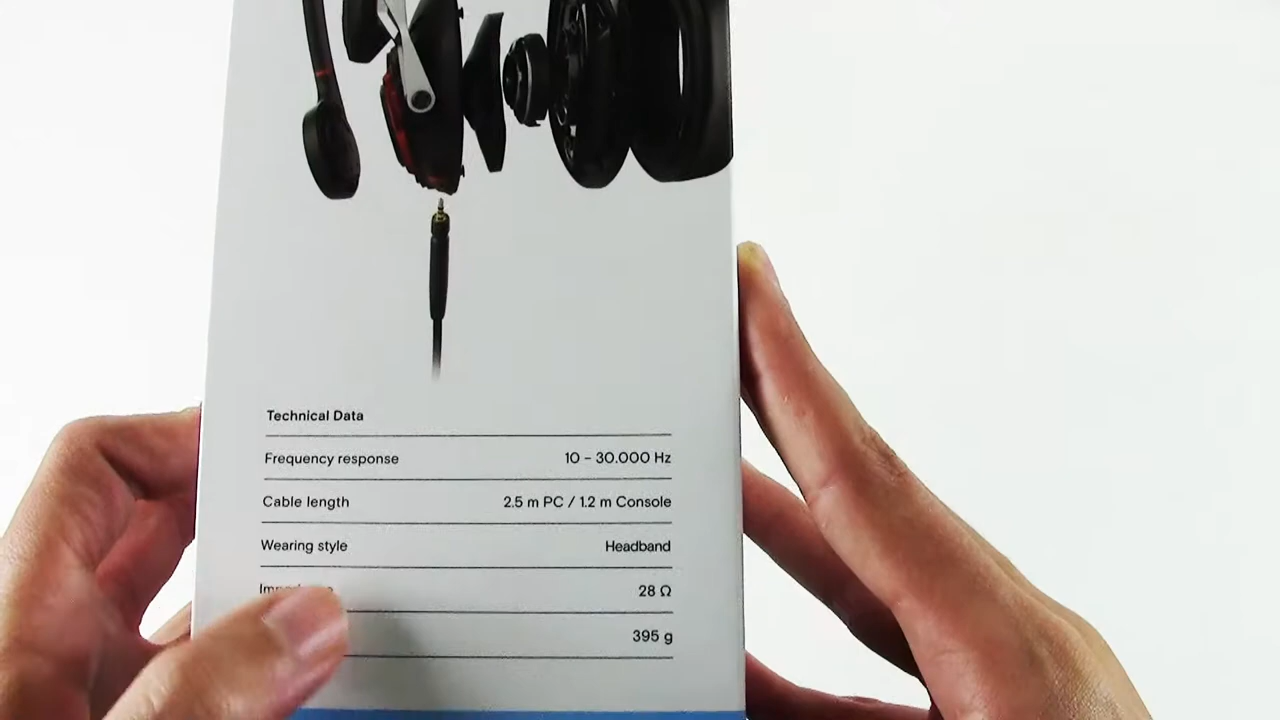 Technical Data
Frequency response 10 – 30.000 Hz
Cable length 2.5 m PC / 1.2 m Console
Wearing style Headband
28 Ω
395 g